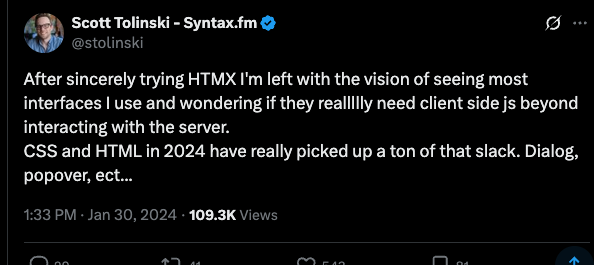 Scott Tolinski - Syntax.fm
@stolinski
After sincerely trying HTMX I'm left with the vision of seeing most
interfaces I use and wondering if they reallllly need client side js beyond
interacting with the server.
CSS and HTML in 2024 have really picked up a ton of that slack. Dialog,
popover, ect...
1:33 PM · Jan 30, 2024 · 109.3K Views